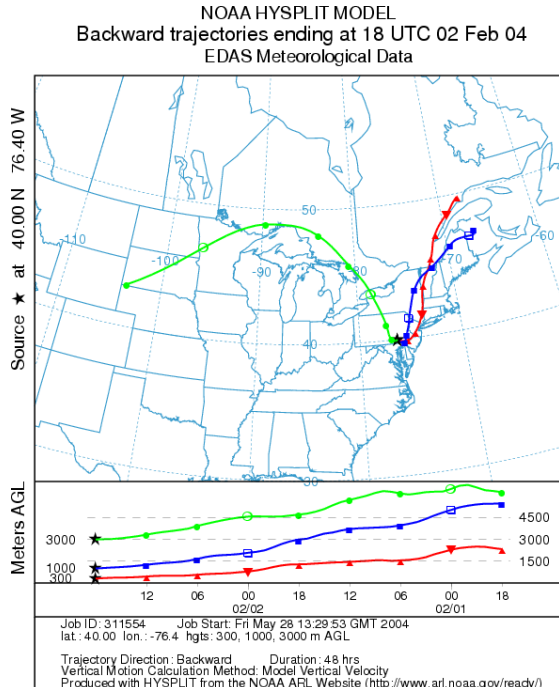 NOAA HYSPLIT MODEL
Backward trajectories ending at 18 UTC 02 Feb 04
EDAS Meteorological Data
Source ★ at 40.00 N 76.40 W
50
-110
-100
-90
-80
-70
40
30
Meters AGL
3000
1000
300
4500
3000
1500
12 06 00 18 12 06 00 18
02/02 02/01
Job ID: 311554 Job Start: Fri May 28 13:29:53 GMT 2004
lat.: 40.00 lon.: -76.4 hgts: 300, 1000, 3000 m AGL
Trajectory Direction: Backward Duration: 48 hrs
Vertical Motion Calculation Method: Model Vertical Velocity
Produced with HYSPLIT from the NOAA ARL Website (http://www.arl.noaa.gov/ready/)